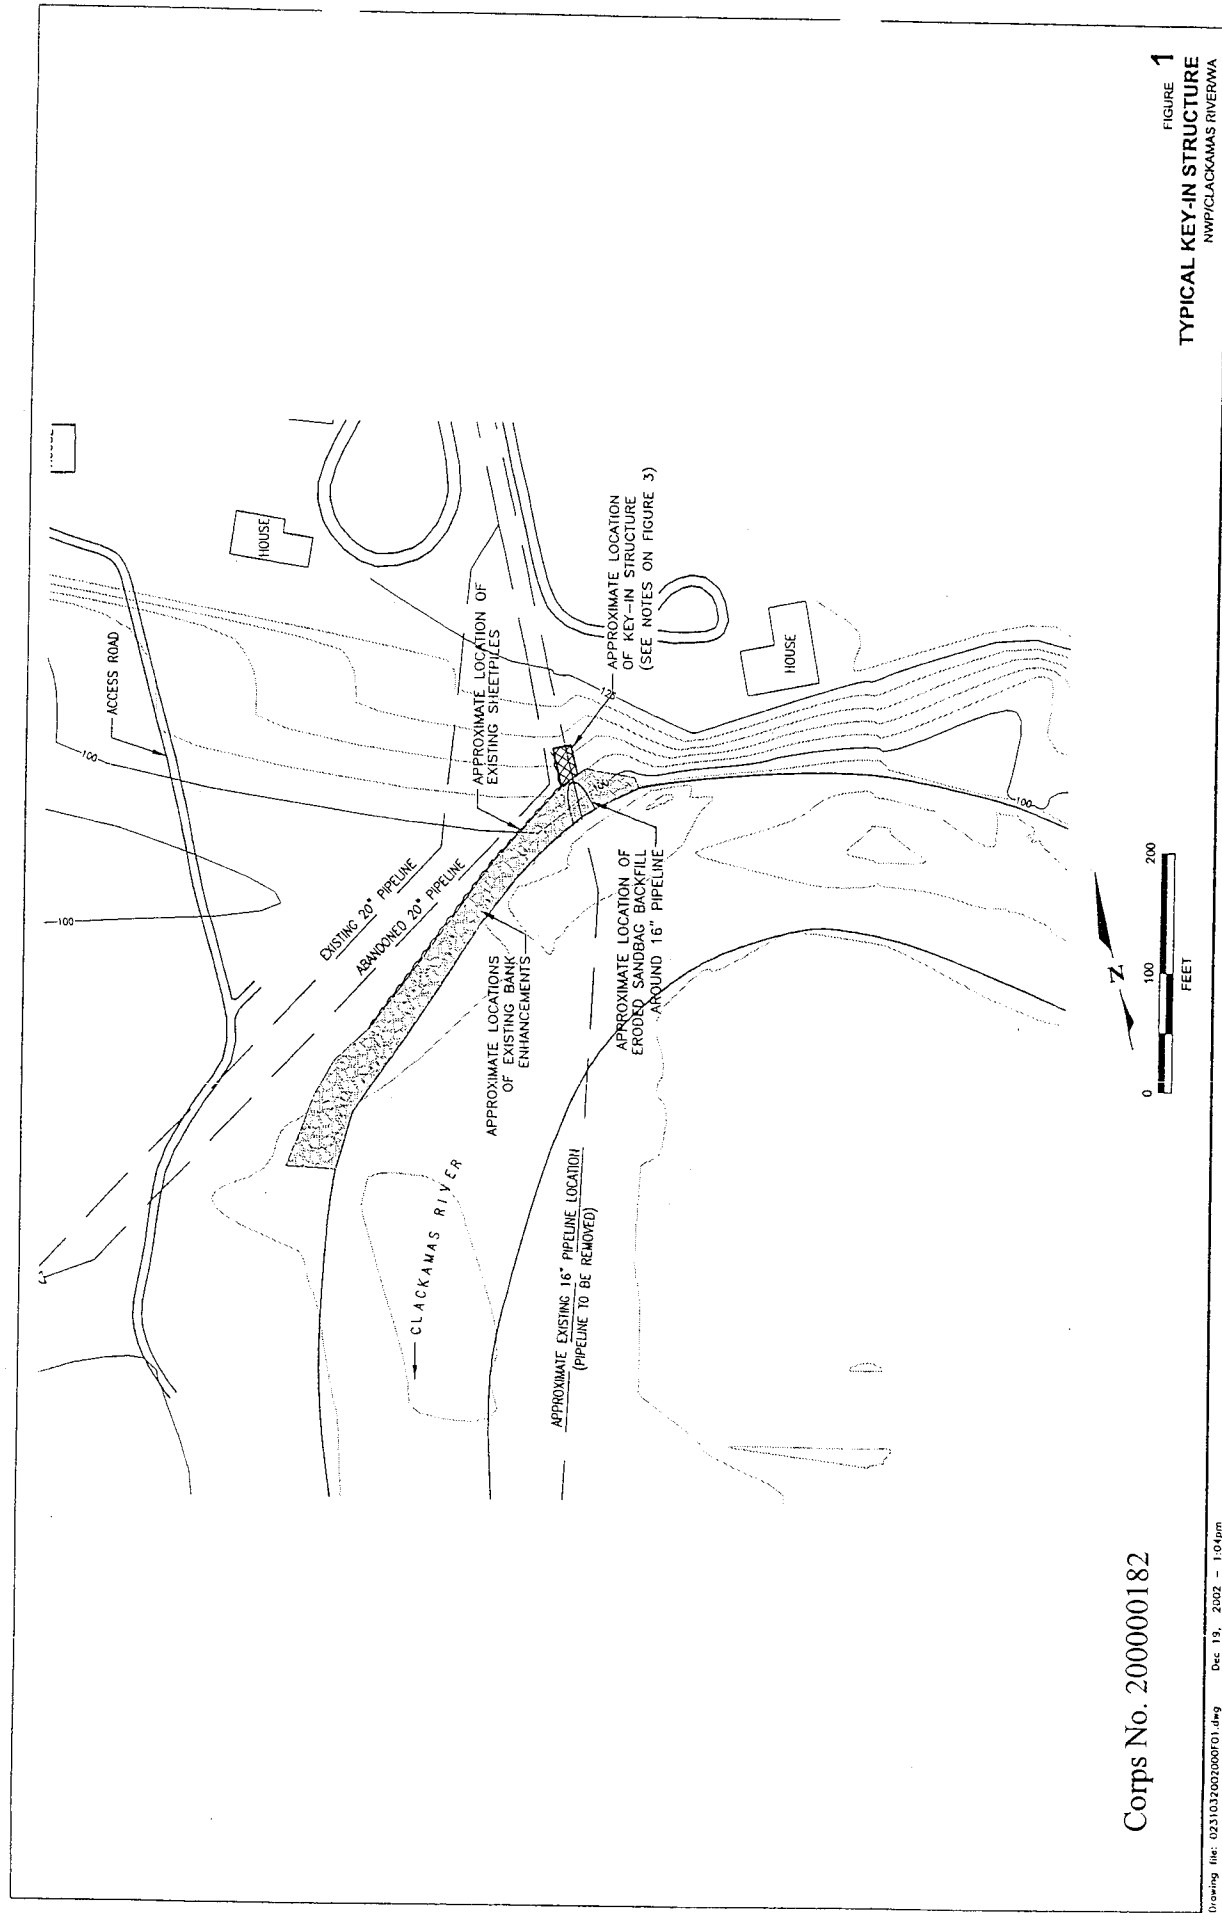 FIGURE 1
TYPICAL KEY-IN STRUCTURE
NWP/CLACKAMAS RIVER/WA
HOUSE
ACCESS ROAD
100
100
EXISTING 20" PIPELINE
ABANDONED 20" PIPELINE
APPROXIMATE LOCATION OF
EXISTING SHEETPILES
125
APPROXIMATE LOCATION
OF KEY-IN STRUCTURE
(SEE NOTES ON FIGURE 3)
HOUSE
100
APPROXIMATE LOCATIONS
OF EXISTING BANK
ENHANCEMENTS
APPROXIMATE LOCATION OF
ERODED SANDBAG BACKFILL
AROUND 16" PIPELINE
CLACKAMAS RIVER
APPROXIMATE EXISTING 16" PIPELINE LOCATION
(PIPELINE TO BE REMOVED)
N
0 100 200
FEET
Corps No. 200000182
Drawing file: 0231032002000F01.dwg Dec 19, 2002 - 1:04pm